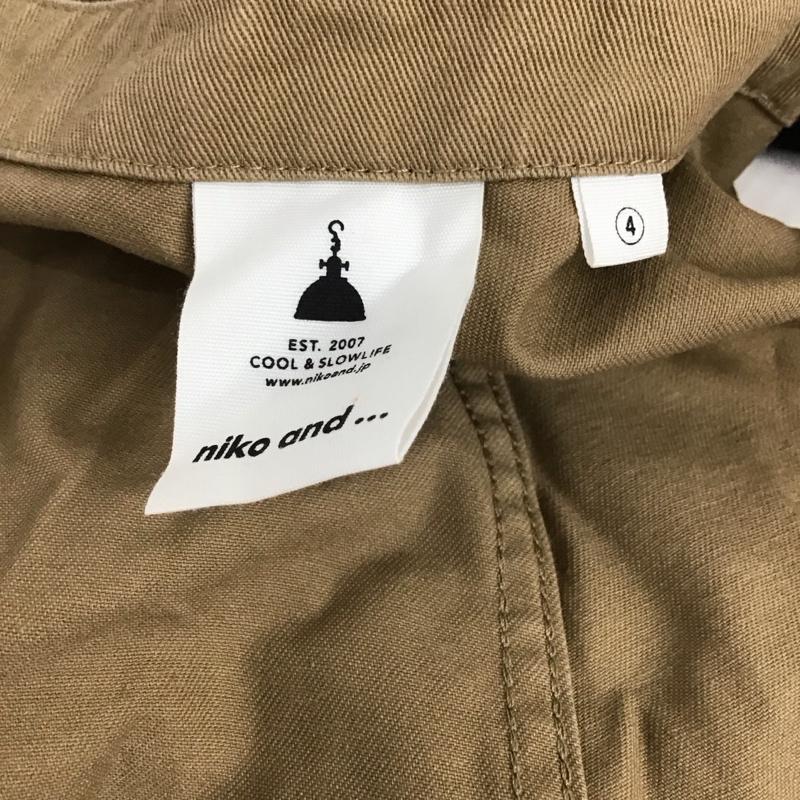 EST. 2007
COOL & SLOWLIFE
www.nikoand.jp
niko and ...
4